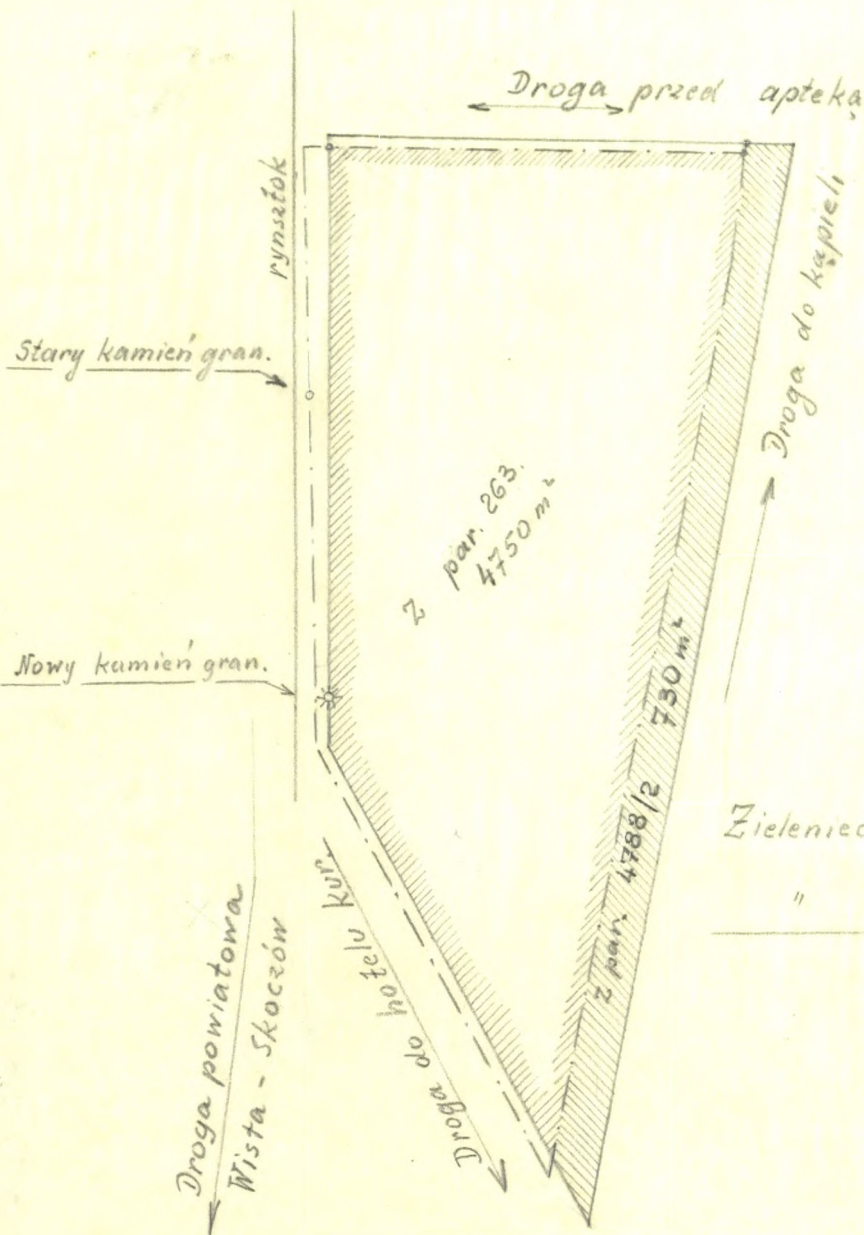 Droga przed apteką
rynsztok
Droga do kąpieli
Stary kamień gran.
Z par. 263.
4750 m²
Nowy kamień gran.
z par. 4788/2 730 m²
Zieleniec
"
Droga do hotelu kur.
Droga powiatowa
Wisła - Skoczów